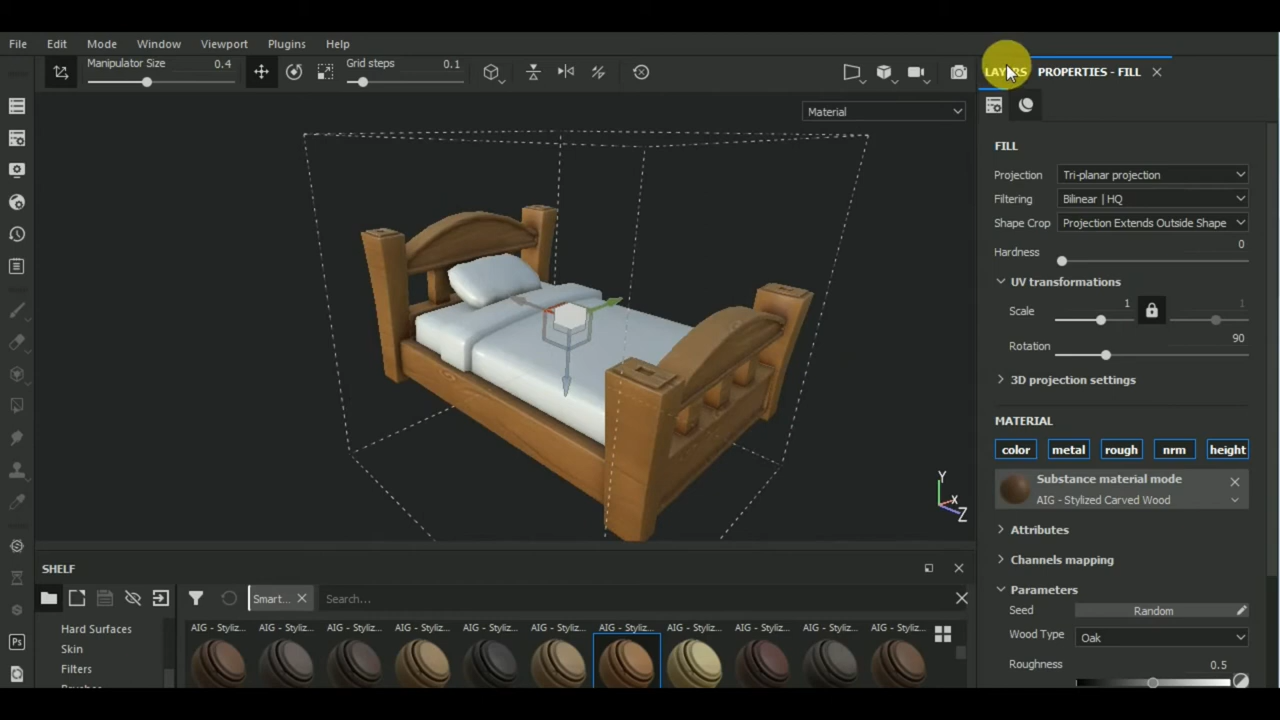 File Edit Mode Window Viewport Plugins Help
Manipulator Size 0.4 Grid steps 0.1
LAYERS PROPERTIES - FILL
Material
FILL
Projection Tri-planar projection
Filtering Bilinear | HQ
Shape Crop Projection Extends Outside Shape
Hardness 0
UV transformations
Scale 1 1
Rotation 90
3D projection settings
MATERIAL
color metal rough nrm height
Substance material mode
AIG - Stylized Carved Wood
Attributes
Channels mapping
Parameters
Seed Random
Wood Type Oak
Roughness 0.5
Y
X
Z
SHELF
Smart... Search...
Hard Surfaces
Skin
Filters
AIG - Styliz... AIG - Styliz... AIG - Styliz... AIG - Styliz... AIG - Styliz... AIG - Styliz... AIG - Styliz... AIG - Styliz... AIG - Styliz... AIG - Styliz... AIG - Styliz...
Ps